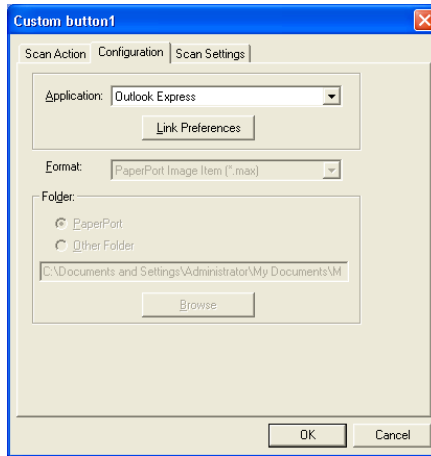 Custom button1
Scan Action Configuration Scan Settings
Application: Outlook Express
Link Preferences
Format: PaperPort Image Item (*.max)
Folder:
PaperPort
Other Folder
C:\Documents and Settings\Administrator\My Documents\M
Browse
OK Cancel